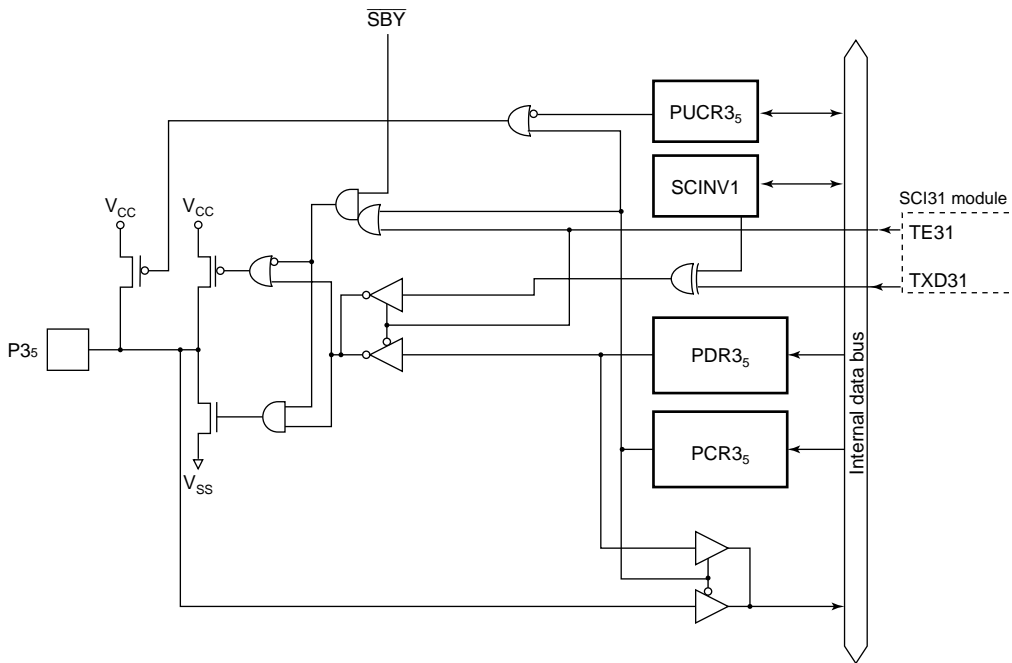 SBY
PUCR3₅
SCINV1
SCI31 module
TE31
TXD31
V_CC
V_CC
P3₅
PDR3₅
PCR3₅
V_SS
Internal data bus